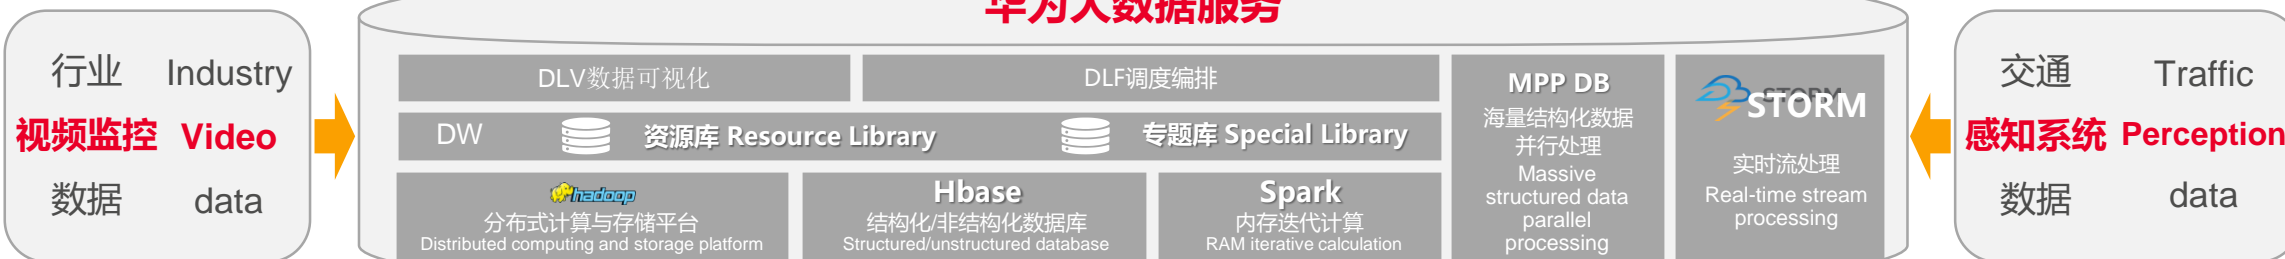 华为大数据服务
行业 Industry
视频监控 Video
数据 data
DLV数据可视化
DLF调度编排
DW 资源库 Resource Library 专题库 Special Library
hadoop
分布式计算与存储平台
Distributed computing and storage platform
Hbase
结构化/非结构化数据库
Structured/unstructured database
Spark
内存迭代计算
RAM iterative calculation
MPP DB
海量结构化数据
并行处理
Massive
structured data
parallel
processing
STORM
STORM
实时流处理
Real-time stream
processing
交通 Traffic
感知系统 Perception
数据 data